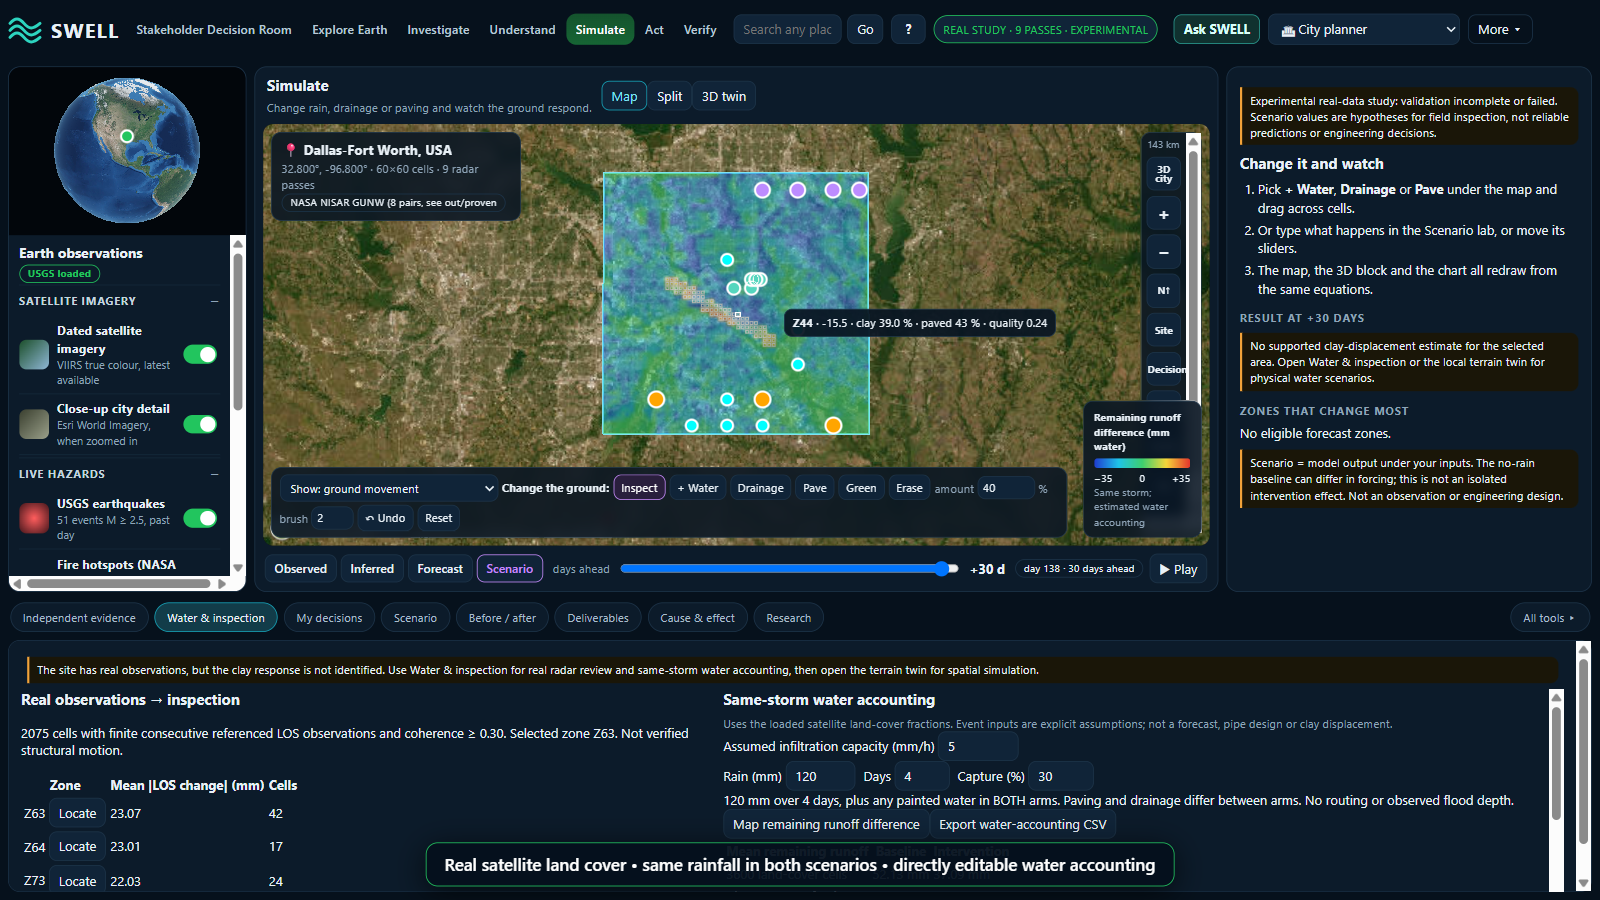 SWELL
Stakeholder Decision Room
Explore Earth
Investigate
Understand
Simulate
Act
Verify
Search any plac
Go
?
REAL STUDY · 9 PASSES · EXPERIMENTAL
Ask SWELL
City planner
More
Earth observations
USGS loaded
SATELLITE IMAGERY
Dated satellite
imagery
VIIRS true colour, latest
available
Close-up city detail
Esri World Imagery,
when zoomed in
LIVE HAZARDS
USGS earthquakes
51 events M ≥ 2.5, past
day
Fire hotspots (NASA
Simulate
Change rain, drainage or paving and watch the ground respond.
Map
Split
3D twin
Dallas-Fort Worth, USA
32.800°, -96.800° · 60×60 cells · 9 radar
passes
NASA NISAR GUNW (8 pairs, see out/proven
143 km
3D
city
+
−
N↑
Site
Decision
Z44 · -15.5 · clay 39.0 % · paved 43 % · quality 0.24
Remaining runoff
difference (mm
water)
−35 0 +35
Same storm;
estimated water
accounting
Show: ground movement
Change the ground:
Inspect
+ Water
Drainage
Pave
Green
Erase
amount 40 %
brush 2
↶ Undo
Reset
Observed
Inferred
Forecast
Scenario
days ahead
+30 d
day 138 · 30 days ahead
▶ Play
Experimental real-data study: validation incomplete or failed.
Scenario values are hypotheses for field inspection, not reliable
predictions or engineering decisions.
Change it and watch
1. Pick + Water, Drainage or Pave under the map and
drag across cells.
2. Or type what happens in the Scenario lab, or move its
sliders.
3. The map, the 3D block and the chart all redraw from
the same equations.
RESULT AT +30 DAYS
No supported clay-displacement estimate for the selected
area. Open Water & inspection or the local terrain twin for
physical water scenarios.
ZONES THAT CHANGE MOST
No eligible forecast zones.
Scenario = model output under your inputs. The no-rain
baseline can differ in forcing; this is not an isolated
intervention effect. Not an observation or engineering design.
Independent evidence
Water & inspection
My decisions
Scenario
Before / after
Deliverables
Cause & effect
Research
All tools ▸
The site has real observations, but the clay response is not identified. Use Water & inspection for real radar review and same-storm water accounting, then open the terrain twin for spatial simulation.
Real observations → inspection
2075 cells with finite consecutive referenced LOS observations and coherence ≥ 0.30. Selected zone Z63. Not verified
structural motion.
Zone Mean |LOS change| (mm) Cells
Z63 Locate 23.07 42
Z64 Locate 23.01 17
Z73 Locate 22.03 24
Same-storm water accounting
Uses the loaded satellite land-cover fractions. Event inputs are explicit assumptions; not a forecast, pipe design or clay displacement.
Assumed infiltration capacity (mm/h) 5
Rain (mm) 120 Days 4 Capture (%) 30
120 mm over 4 days, plus any painted water in BOTH arms. Paving and drainage differ between arms. No routing or observed flood depth.
Map remaining runoff difference
Export water-accounting CSV
Mean remaining runoff Baseline Intervention
Real satellite land cover • same rainfall in both scenarios • directly editable water accounting